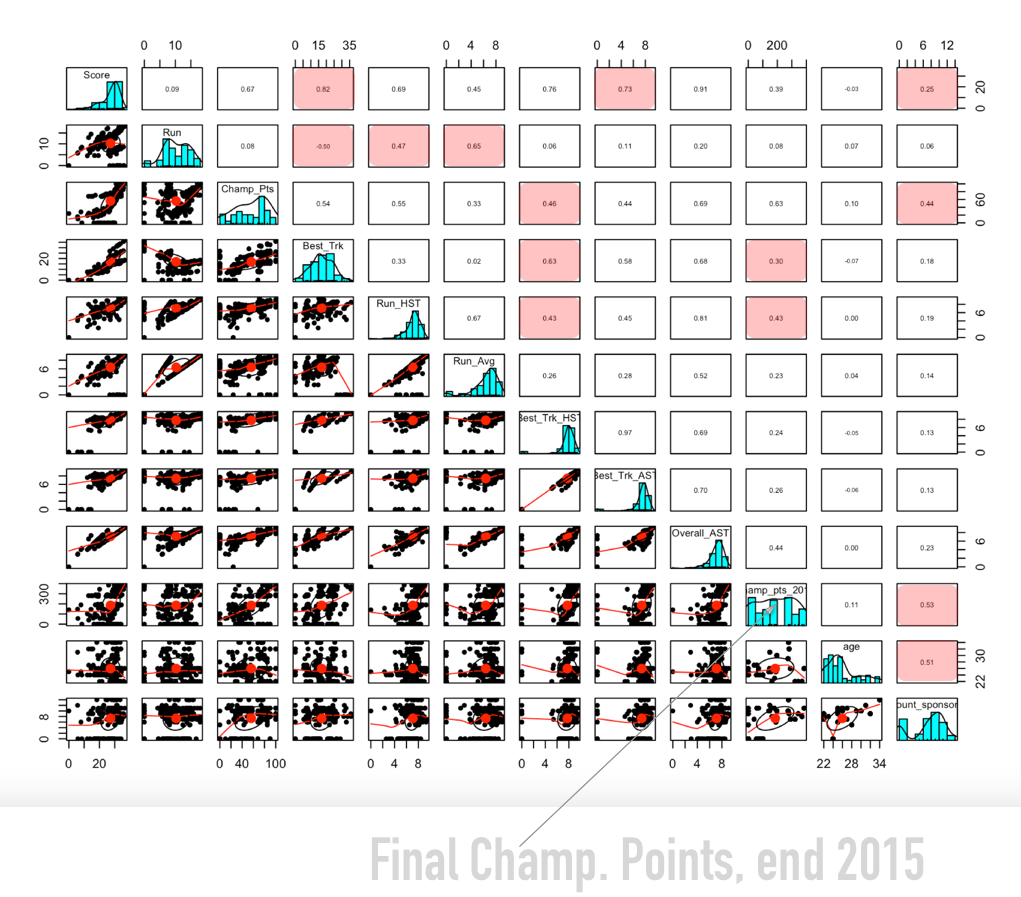 0 10 0 15 35 0 4 8 0 4 8 0 200 0 4 8 12
Score 0.09 0.67 0.82 0.69 0.45 0.76 0.73 0.91 0.39 -0.03 0.25 0 20
0 10 Run 0.08 -0.50 0.47 0.65 0.06 0.11 0.20 0.08 0.07 0.06
Champ_Pts 0.54 0.55 0.33 0.46 0.44 0.69 0.63 0.10 0.44 0 60
0 20 Best_Trk 0.33 0.02 0.63 0.58 0.68 0.30 -0.07 0.18
Run_HST 0.67 0.43 0.45 0.81 0.43 0.00 0.19 0 6
0 6 Run_Avg 0.26 0.28 0.52 0.23 0.04 0.14
Best_Trk_HST 0.97 0.69 0.24 -0.05 0.13 0 6
0 6 Best_Trk_AST 0.70 0.26 -0.06 0.13
Overall_AST 0.44 0.00 0.23 0 6
0 300 amp_pts_201 0.11 0.53
age 0.51 22 30
0 8 ount_sponsor
0 20 0 40 100 0 4 8 0 4 8 0 4 8 22 28 34
Final Champ. Points, end 2015